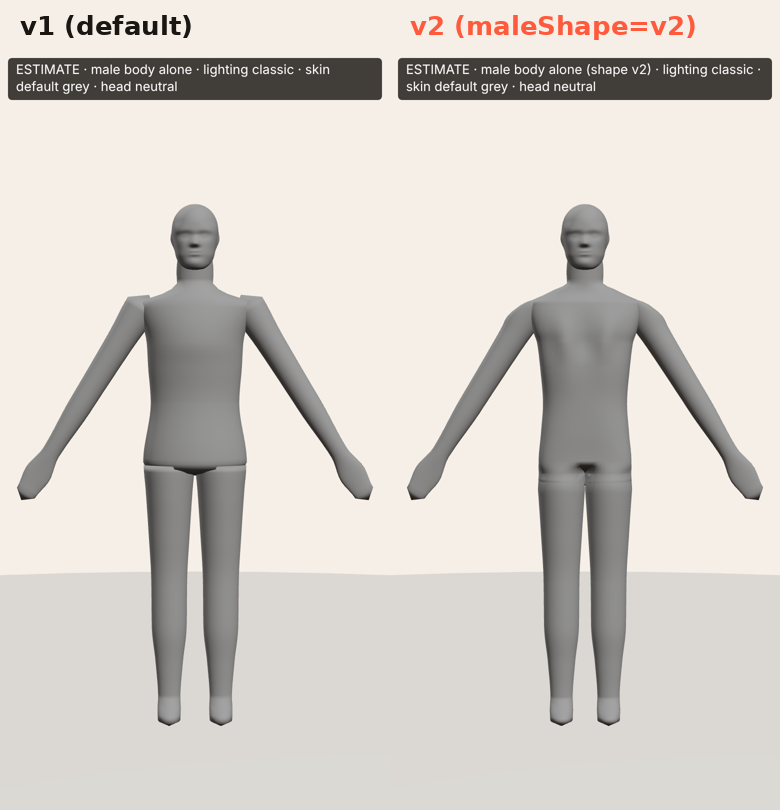 v1 (default)
ESTIMATE · male body alone · lighting classic · skin
default grey · head neutral
v2 (maleShape=v2)
ESTIMATE · male body alone (shape v2) · lighting classic ·
skin default grey · head neutral